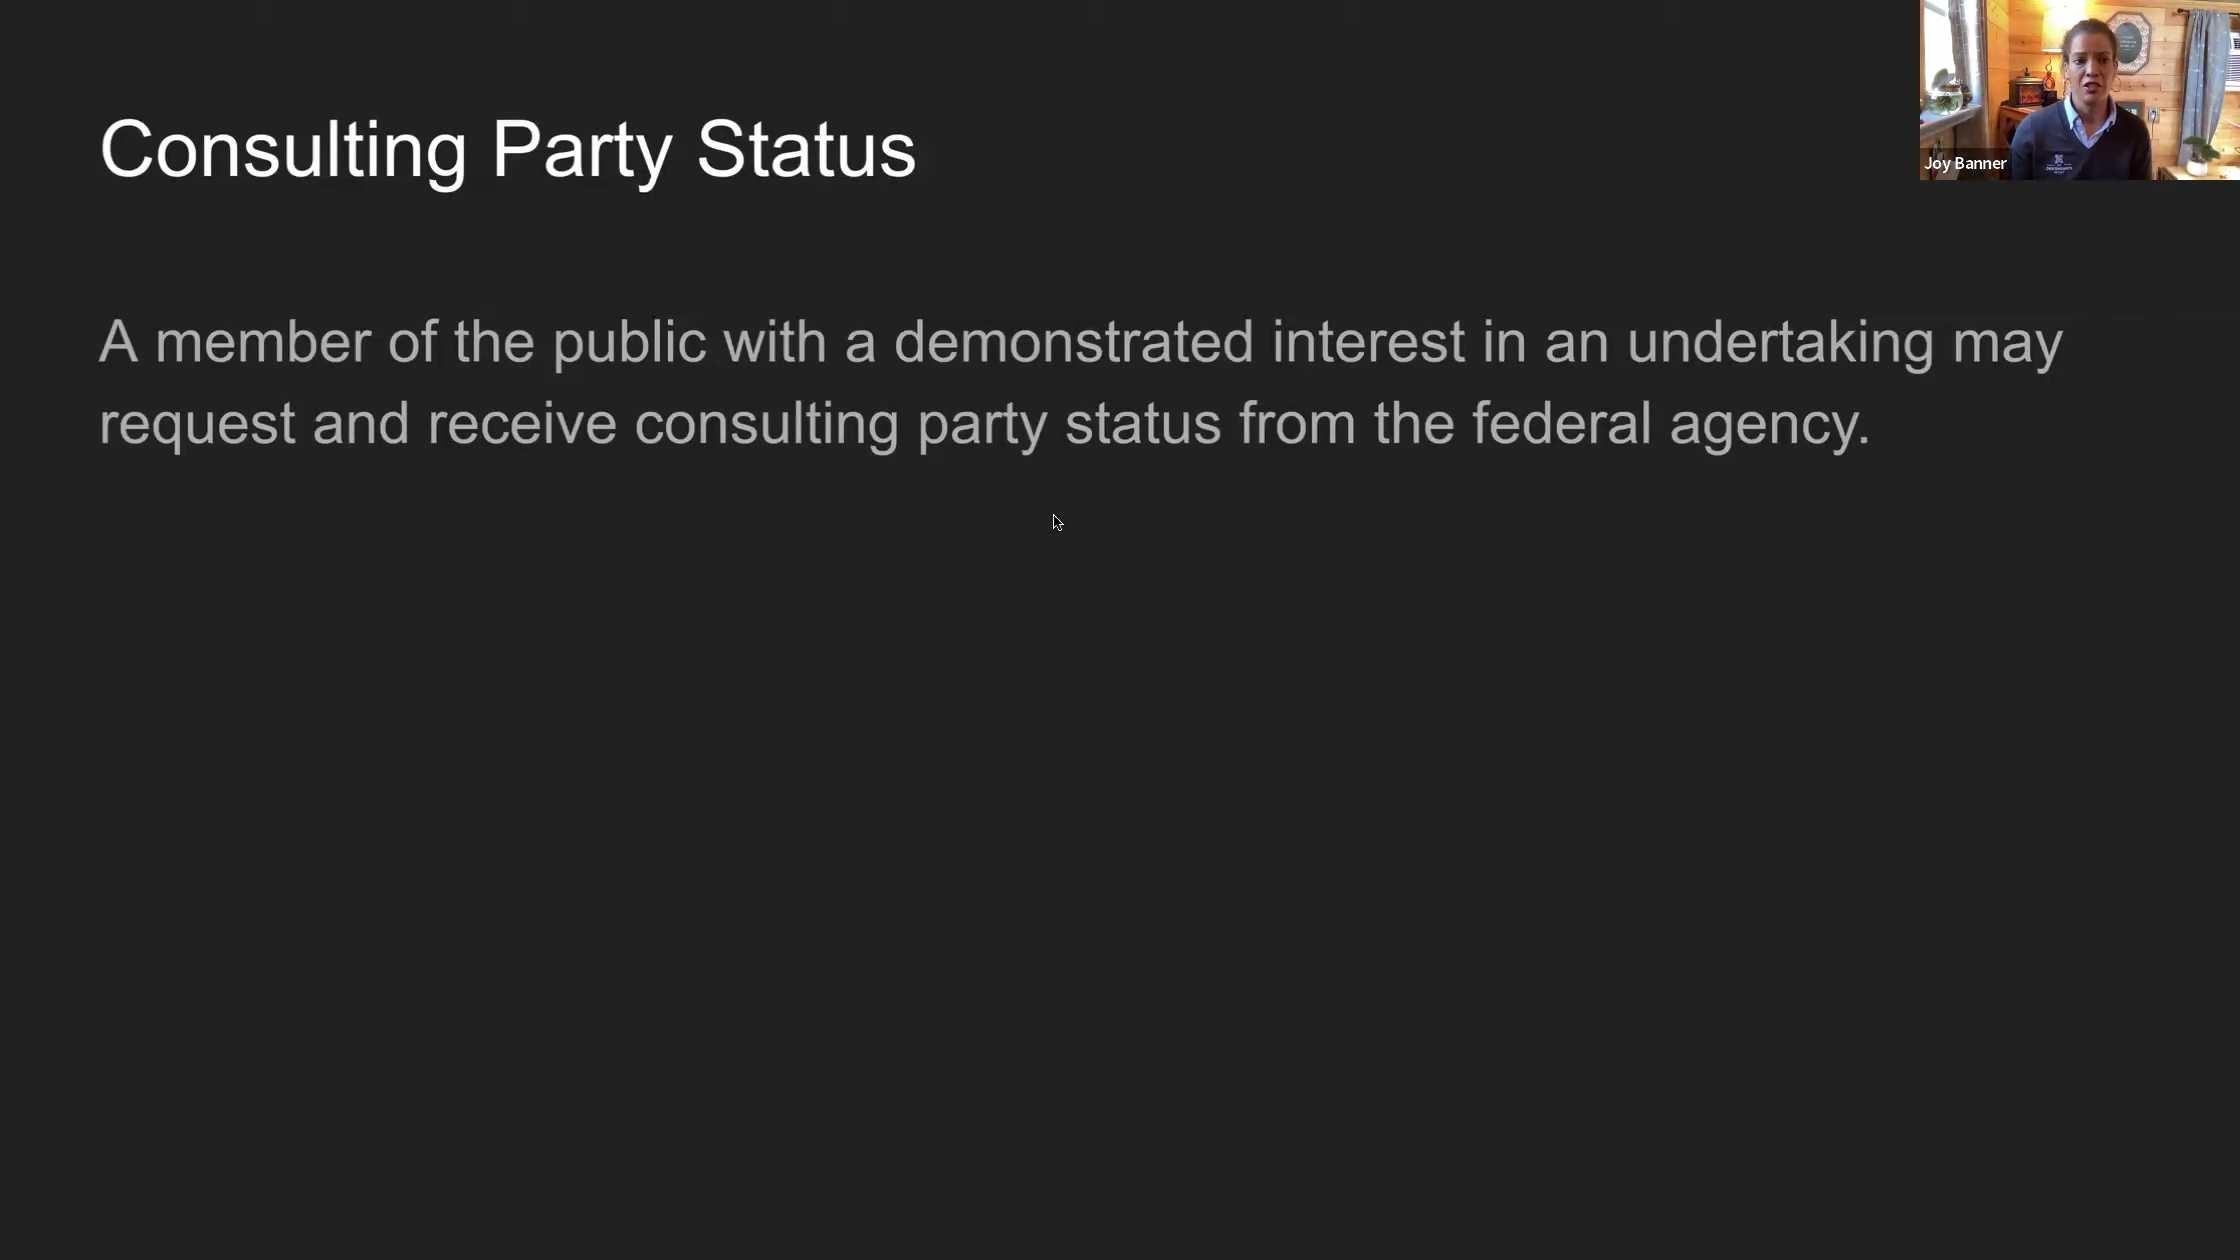 Consulting Party Status
A member of the public with a demonstrated interest in an undertaking may
request and receive consulting party status from the federal agency.
Joy Banner